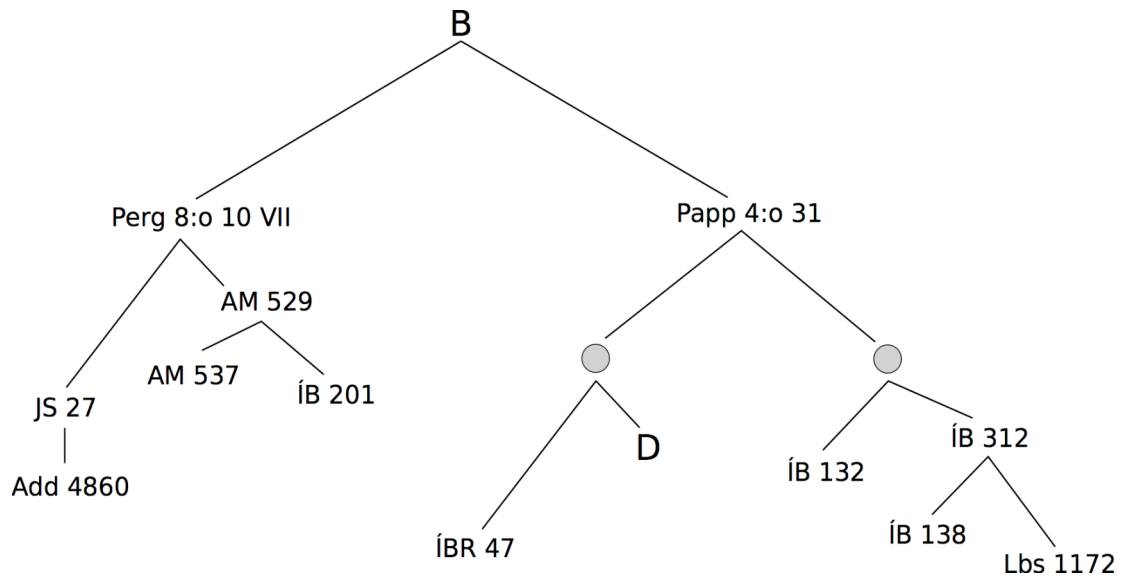 B
Perg 8:o 10 VII
Papp 4:o 31
AM 529
AM 537
ÍB 201
JS 27
Add 4860
D
ÍBR 47
ÍB 132
ÍB 312
ÍB 138
Lbs 1172